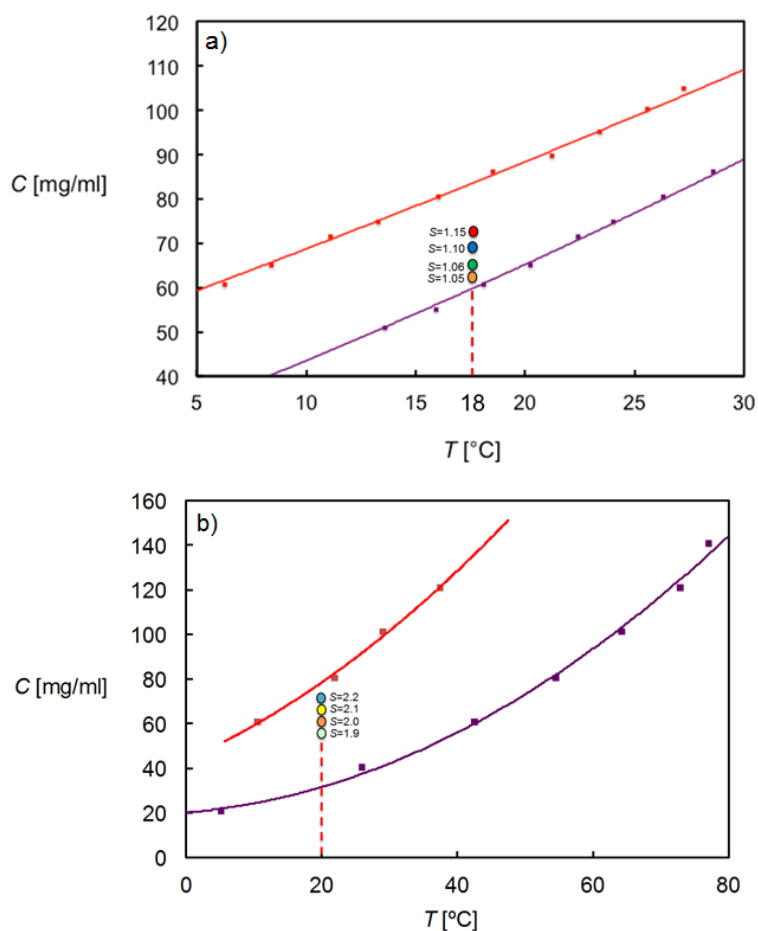 a)
120
110
100
90
80
70
60
50
40
C [mg/ml]
S=1.15
S=1.10
S=1.06
S=1.05
5 10 15 18 20 25 30
T [°C]
b)
160
140
120
100
80
60
40
20
0
C [mg/ml]
S=2.2
S=2.1
S=2.0
S=1.9
0 20 40 60 80
T [ºC]